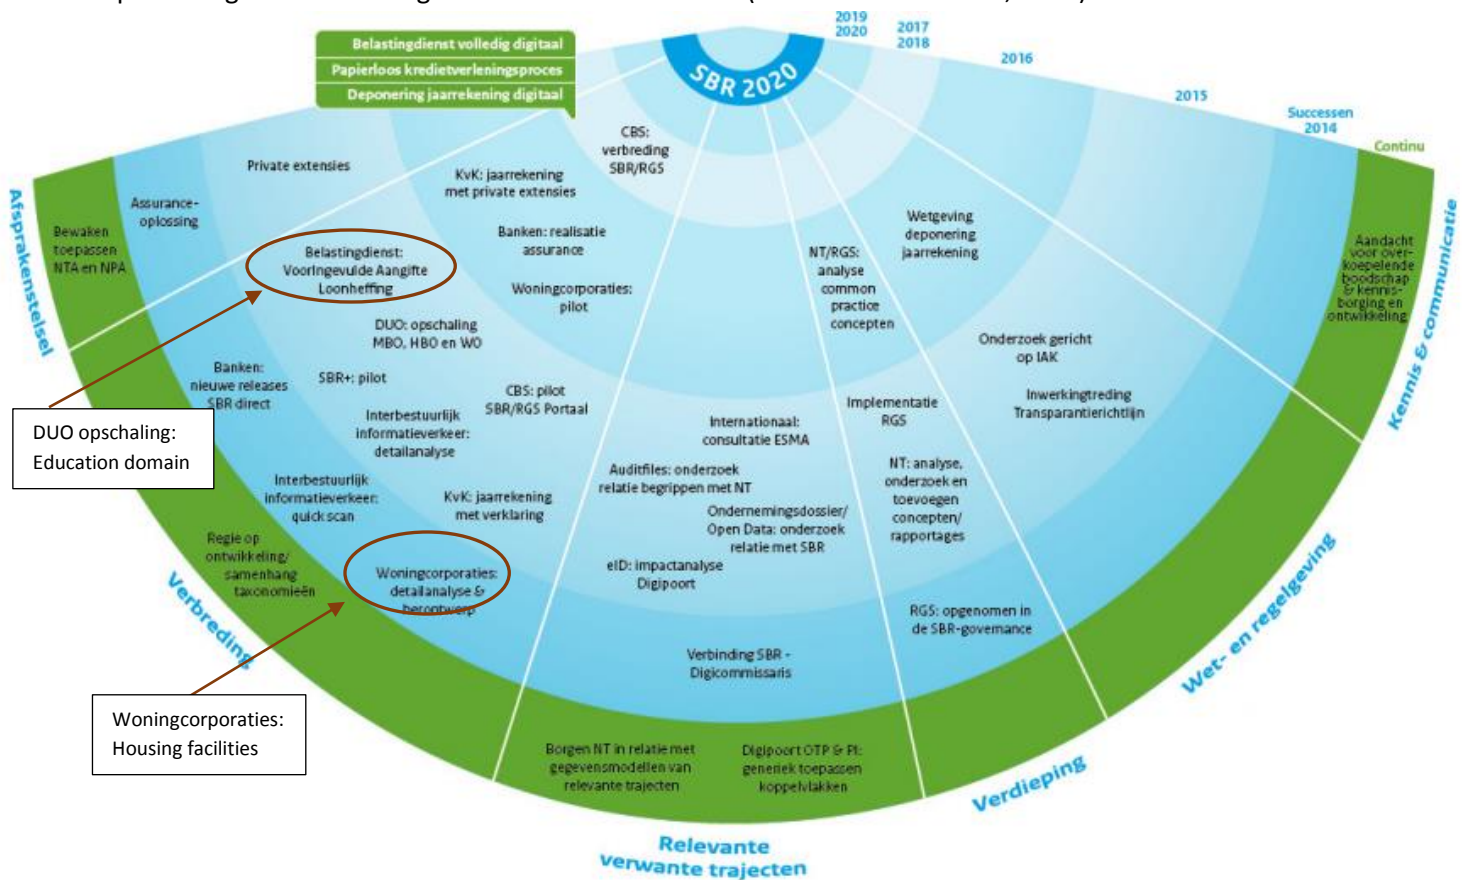 Belastingdienst volledig digitaal
Papierloos kredietverleningsproces
Deponering jaarrekening digitaal
SBR 2020
2019
2020
2017
2018
2016
2015
Successen
2014
Continu
Afsprakenstelsel
Bewaken
toepassen
NTA en NPA
Assurance-
oplossing
Private extensies
KvK: jaarrekening
met private extensies
CBS:
verbreding
SBR/RGS
Banken: realisatie
assurance
Belastingdienst:
VoorIngevulde Aangifte
Loonheffing
Woningcorporaties:
pilot
DUO: opschaling
MBO, HBO en WO
Banken:
nieuwe releases
SBR direct
SBR+: pilot
CBS: pilot
SBR/RGS Portaal
Interbestuurlijk
informatieverkeer:
detailanalyse
Interbestuurlijk
informatieverkeer:
quick scan
KvK: jaarrekening
met verklaring
Regie op
ontwikkeling/
samenhang
taxonomieën
Woningcorporaties:
detailanalyse &
herontwerp
Verbreding
DUO opschaling:
Education domain
Woningcorporaties:
Housing facilities
Internationaal:
consultatie ESMA
Auditfiles: onderzoek
relatie begrippen met NT
Ondernemingsdossier/
Open Data: onderzoek
relatie met SBR
eID: impactanalyse
Digipoort
Verbinding SBR -
Digicommissaris
Borgen NT in relatie met
gegevensmodellen van
relevante trajecten
Digipoort OTP & PI:
generiek toepassen
koppelvlakken
Relevante
verwante trajecten
NT/RGS:
analyse
common
practice
concepten
Implementatie
RGS
NT: analyse,
onderzoek en
toevoegen
concepten/
rapportages
RGS: opgenomen in
de SBR-governance
Verdieping
Wetgeving
deponering
jaarrekening
Onderzoek gericht
op IAK
Inwerkingtreding
Transparantierichtlijn
Wet- en regelgeving
Aandacht
voor over-
koepelende
boodschap
& kennis-
borging en
ontwikkeling
Kennis & communicatie